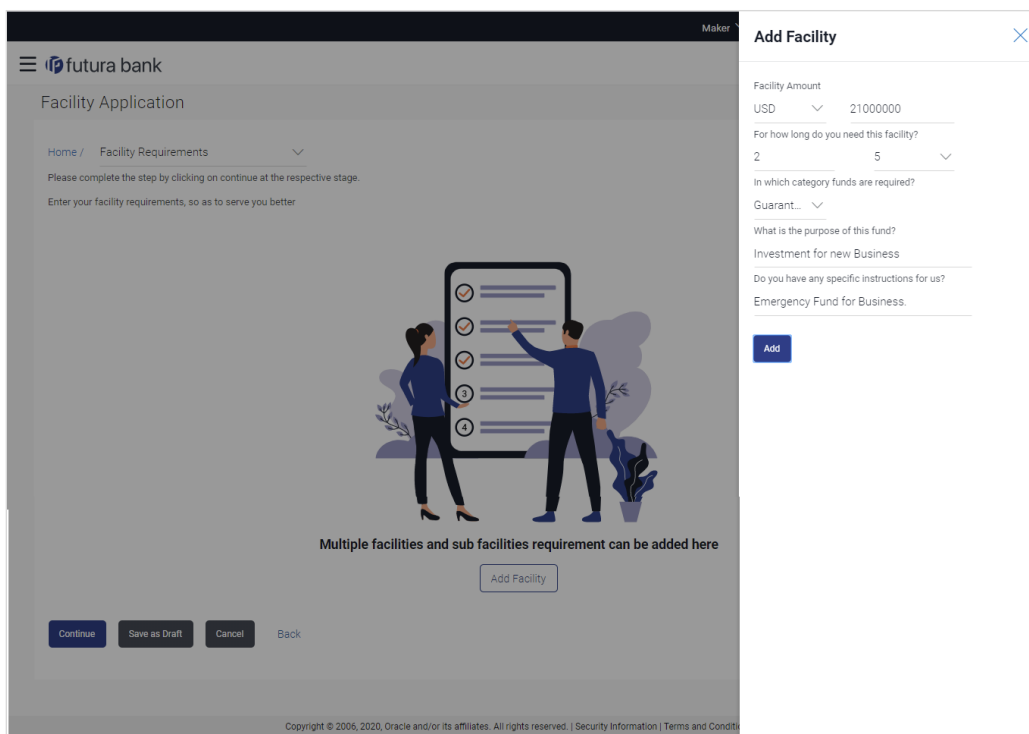 Maker
Add Facility
futura bank
Facility Application
Home / Facility Requirements
Please complete the step by clicking on continue at the respective stage.
Enter your facility requirements, so as to serve you better
3
4
Multiple facilities and sub facilities requirement can be added here
Add Facility
Continue Save as Draft Cancel Back
Copyright © 2006, 2020, Oracle and/or its affiliates. All rights reserved. | Security Information | Terms and
Facility Amount
USD 21000000
For how long do you need this facility?
2 5
In which category funds are required?
Guarant...
What is the purpose of this fund?
Investment for new Business
Do you have any specific instructions for us?
Emergency Fund for Business.
Add